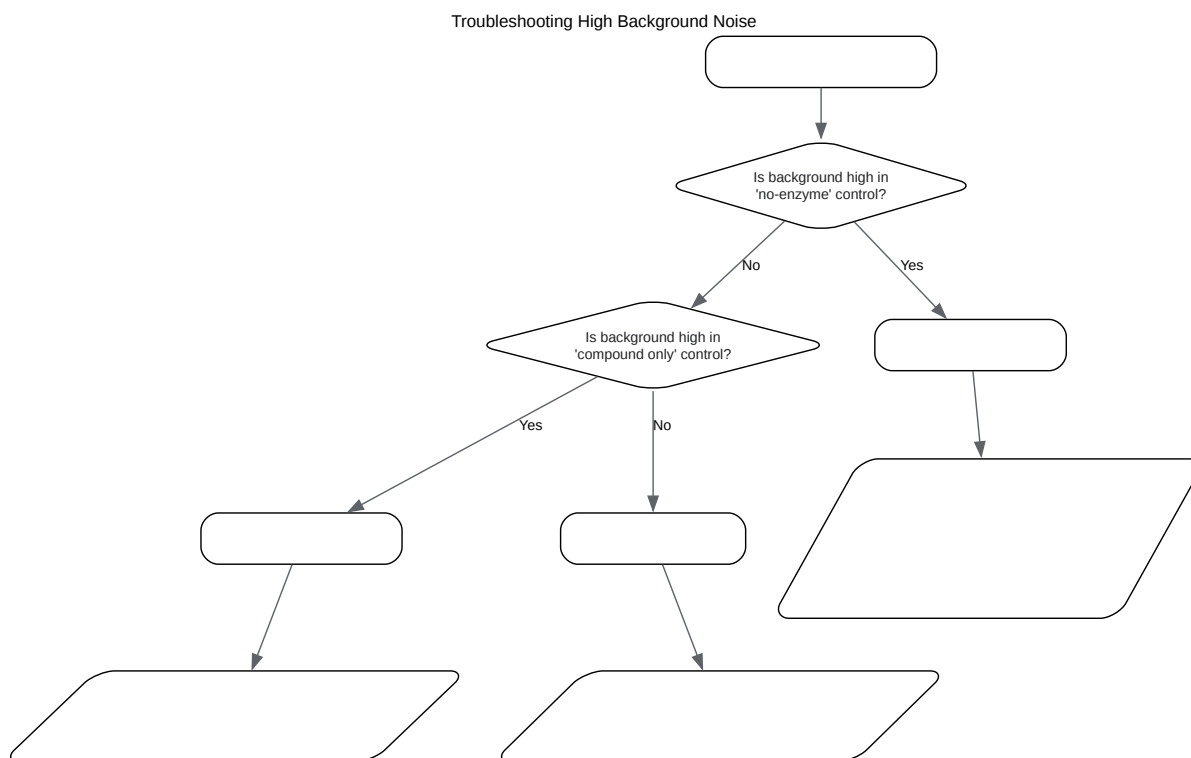 Troubleshooting High Background Noise
Is background high in
'no-enzyme' control?
No
Yes
Is background high in
'compound only' control?
Yes
No